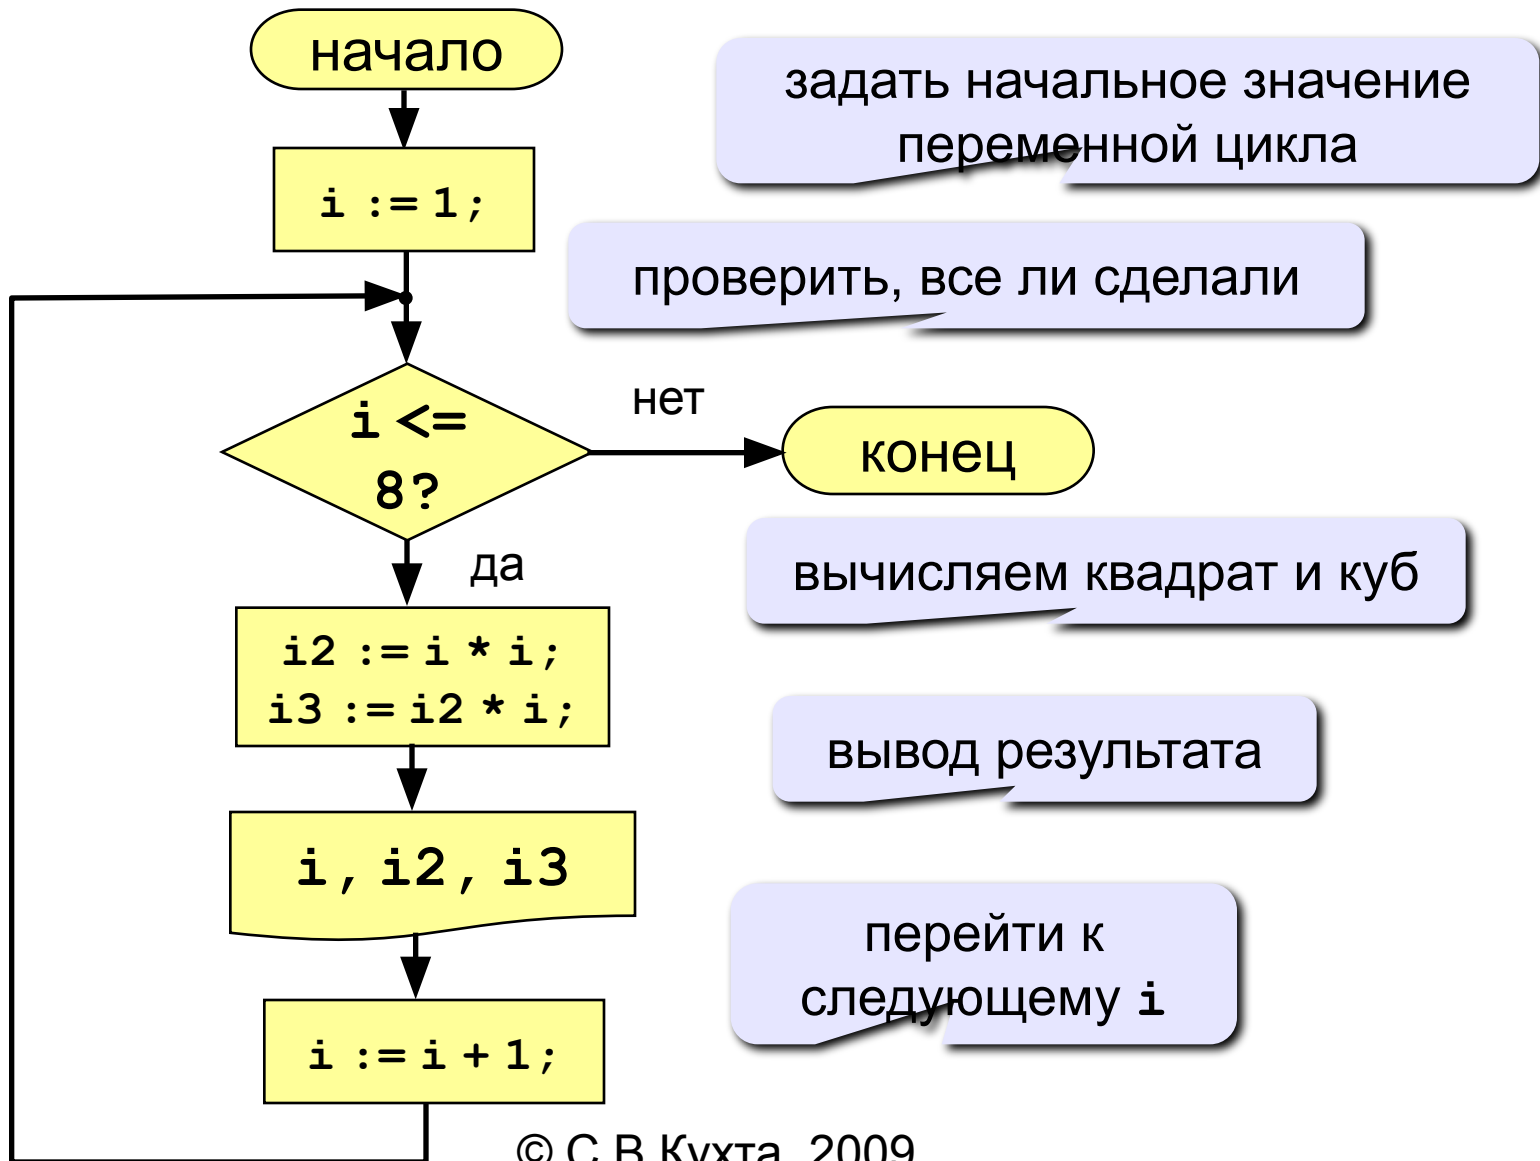 начало
задать начальное значение
переменной цикла
i := 1;
проверить, все ли сделали
i <=
8?
нет
конец
да
вычисляем квадрат и куб
i2 := i * i;
i3 := i2 * i;
вывод результата
i, i2, i3
перейти к
следующему i
i := i + 1;
© С.В.Кухта, 2009